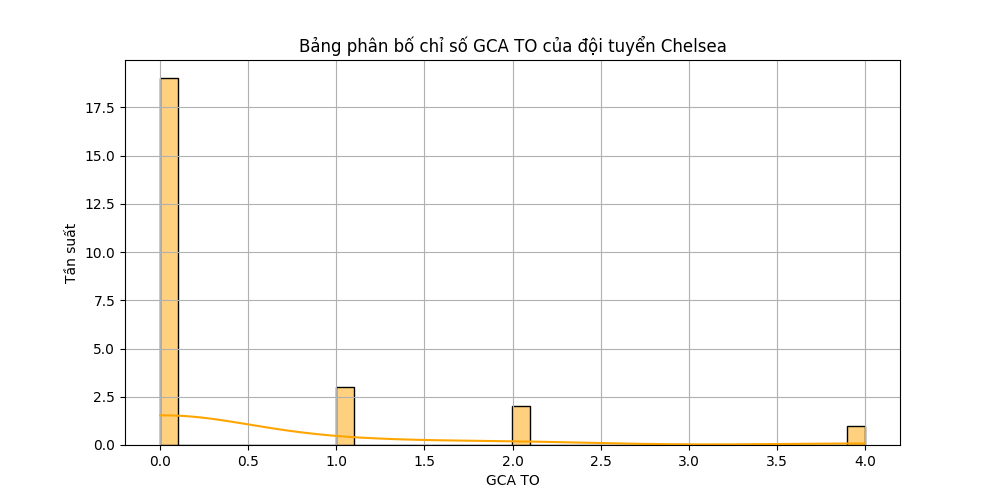 Bảng phân bố chỉ số GCA TO của đội tuyển Chelsea
Tần suất
17.5
15.0
12.5
10.0
7.5
5.0
2.5
0.0
0.0 0.5 1.0 1.5 2.0 2.5 3.0 3.5 4.0
GCA TO